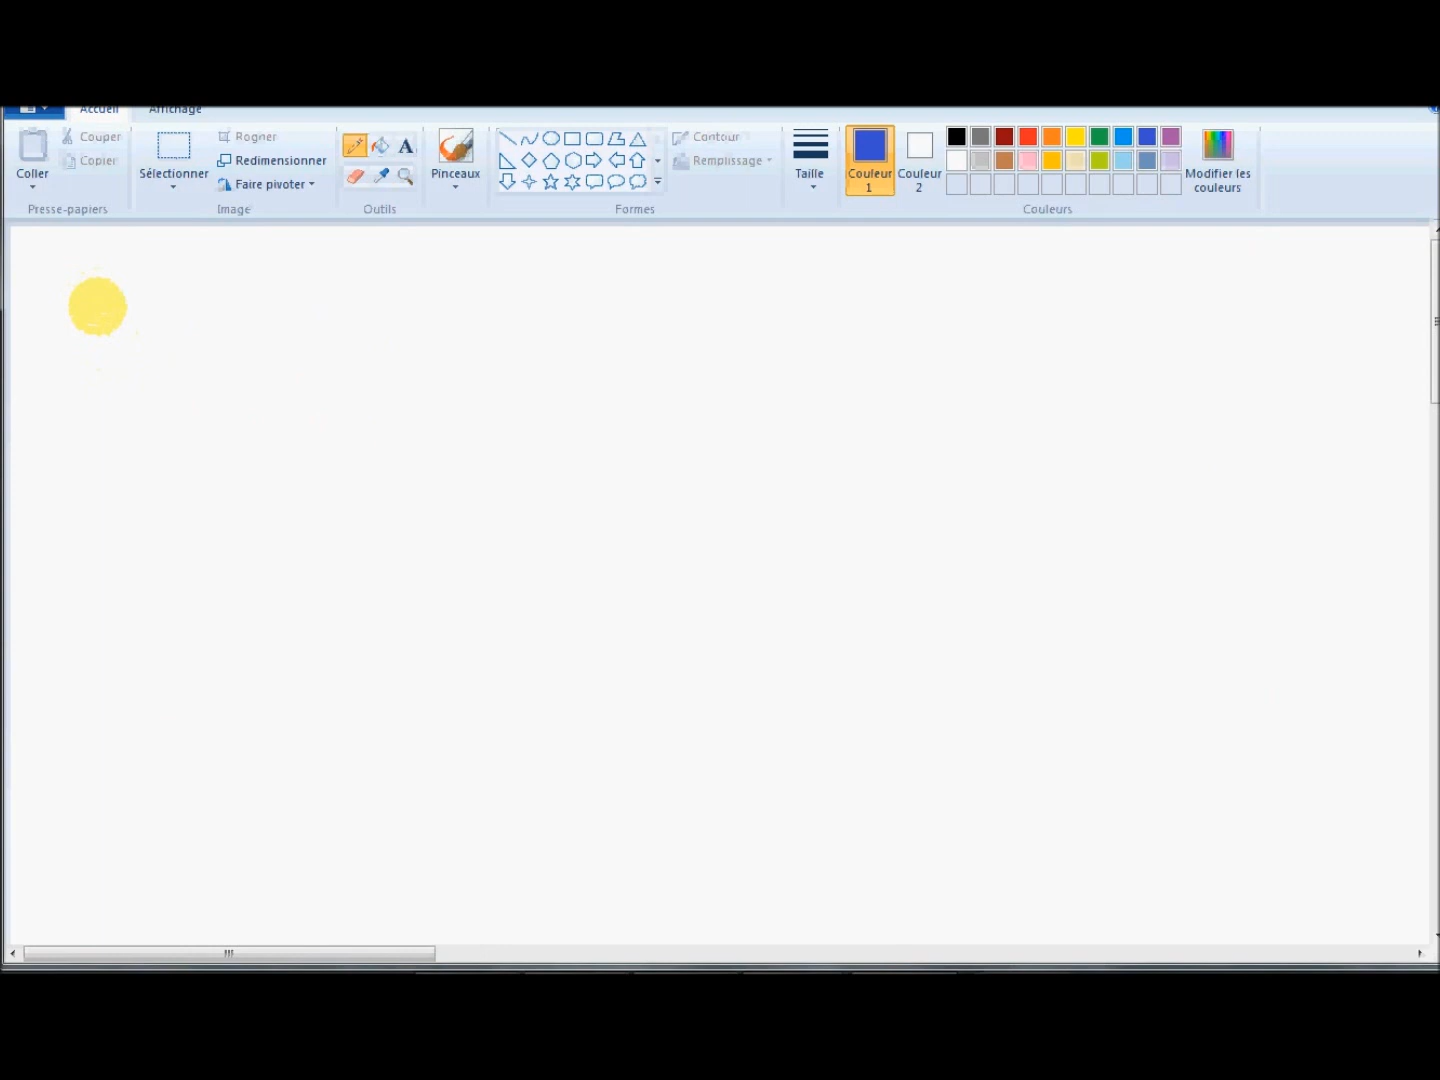 Accueil Affichage
Couper Rogner Contour
Copier Redimensionner Remplissage
Coller Sélectionner Faire pivoter A Pinceaux Taille Couleur 1 Couleur 2 Modifier les couleurs
Presse-papiers Image Outils Formes Couleurs